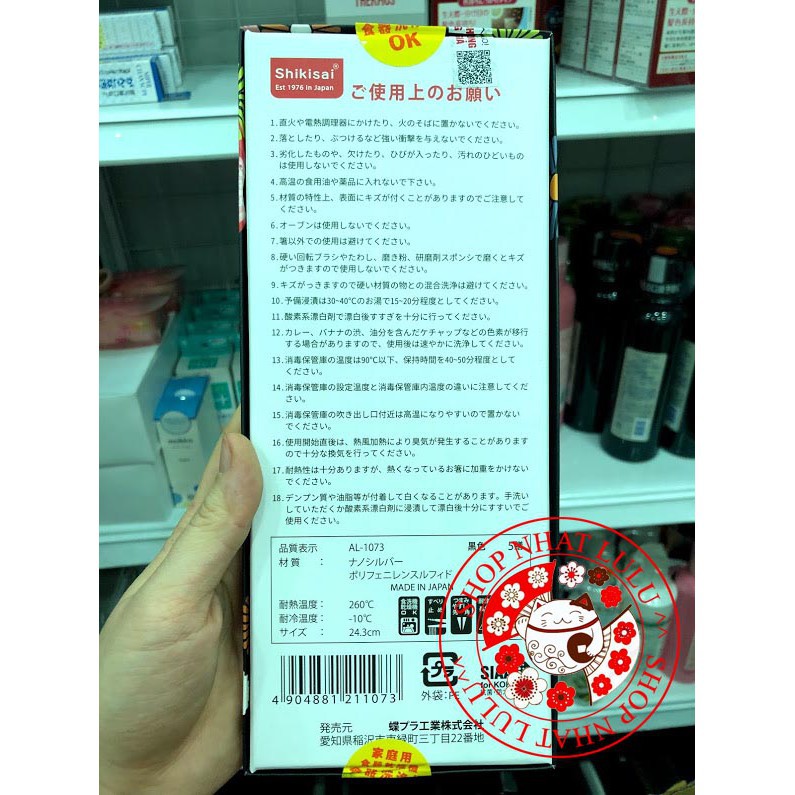 食器洗
OK
Shikisai®
Est 1976 in Japan
ご使用上のお願い
1. 直火や電熱調理器にかけたり、火のそばに置かないでください。
2. 落としたり、ぶつけるなど強い衝撃を与えないでください。
3. 劣化したものや、欠けたり、ひびが入ったり、汚れのひどいもの
は使用しないでください。
4. 高温の食用油や薬品に入れないで下さい。
5. 材質の特性上、表面にキズが付くことがありますのでご注意して
ください。
6. オーブンは使用しないでください。
7. 箸以外での使用は避けてください。
8. 硬い回転ブラシやたわし、磨き粉、研磨剤スポンジで磨くとキズ
がつきますので使用しないでください。
9. キズがっきますので硬い材質の物との混合洗浄は避けてください。
10. 予備浸漬は30~40℃のお湯で15~20分程度としてください。
11. 酸素系漂白剤で漂白後すすぎを十分に行ってください。
12. カレー、バナナの渋、油分を含んだケチャップなどの色素が移行
する場合がありますので、使用後は速やかに洗浄してください。
13. 消毒保管庫の温度は90℃以下、保持時間を40~50分程度として
ください。
14. 消毒保管庫の設定温度と消毒保管庫内温度の違いに注意してくだ
さい。
15. 消毒保管庫の吹き出し口付近は高温になりやすいので置かない
でください。
16. 使用開始直後は、熱風加熱により臭気が発生することがあります
ので十分な換気を行ってください。
17. 耐熱性は十分ありますが、熱くなっているお箸に加重をかけない
でください。
18. デンプン質や油脂等が付着して白くなることがあります。手洗い
していただくか酸素系漂白剤に浸漬して漂白後十分にすすいでご
使用ください。
品質表示 AL-1073 黒色 5膳
材質 : ナノシルバー
ポリフェニレンスルフィド
MADE IN JAPAN
耐熱温度: 260℃
耐冷温度: -10℃
サイズ : 24.3cm
食器洗浄機
乾燥機
OK
すべり
止め
つまみ
やすい
4 904881 211073
プラ
外袋: PE
SIAA
for KO
発売元 蝶プラ工業株式会社
愛知県稲沢市東緑町三丁目22番地
家庭用
SHOP NHAT LULU ^^ SHOP NHAT LULU ^^